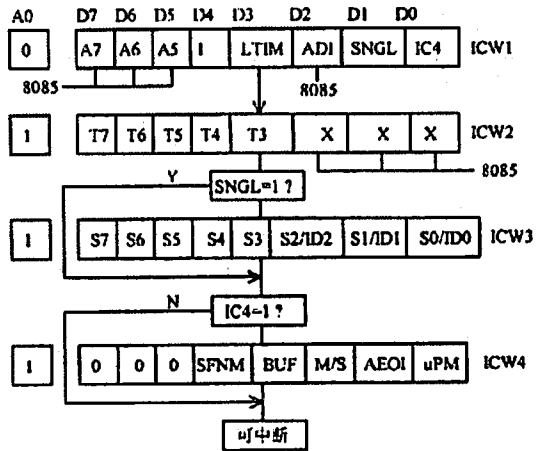 A0 D7 D6 D5 D4 D3 D2 D1 D0
0 A7 A6 A5 1 LTIM ADI SNGL IC4 ICW1
8085 8085
1 T7 T6 T5 T4 T3 X X X ICW2
8085
Y SNGL=1 ?
1 S7 S6 S5 S4 S3 S2/ID2 S1/ID1 S0/ID0 ICW3
N IC4=1 ?
1 0 0 0 SFNM BUF M/S AEOI uPM ICW4
可中断